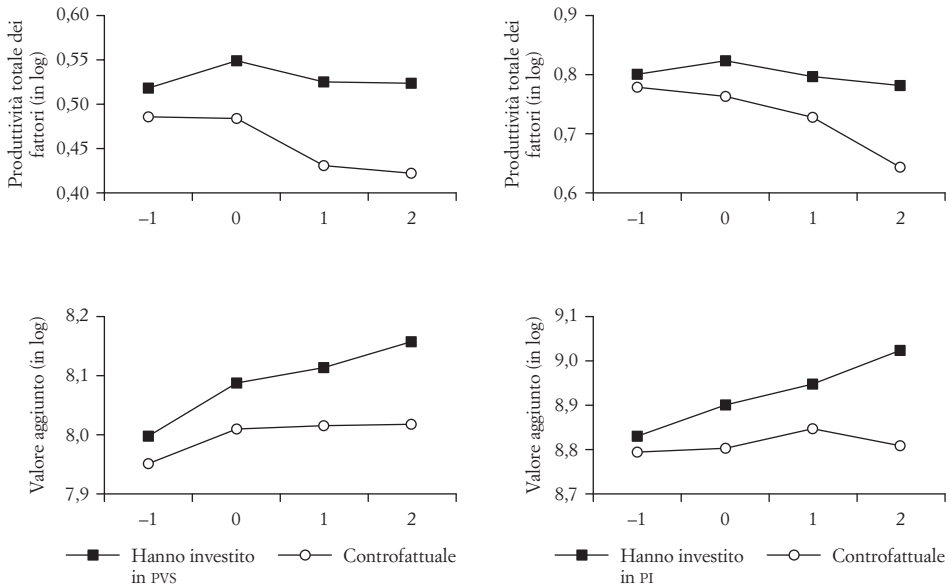 Produttività totale dei
fattori (in log)
0,60
0,55
0,50
0,45
0,40
–1
0
1
2
Produttività totale dei
fattori (in log)
0,9
0,8
0,7
0,6
–1
0
1
2
Valore aggiunto (in log)
8,2
8,1
8,0
7,9
–1
0
1
2
Hanno investito
in PVS
Controfattuale
Valore aggiunto (in log)
9,1
9,0
8,9
8,8
8,7
–1
0
1
2
Hanno investito
in PI
Controfattuale